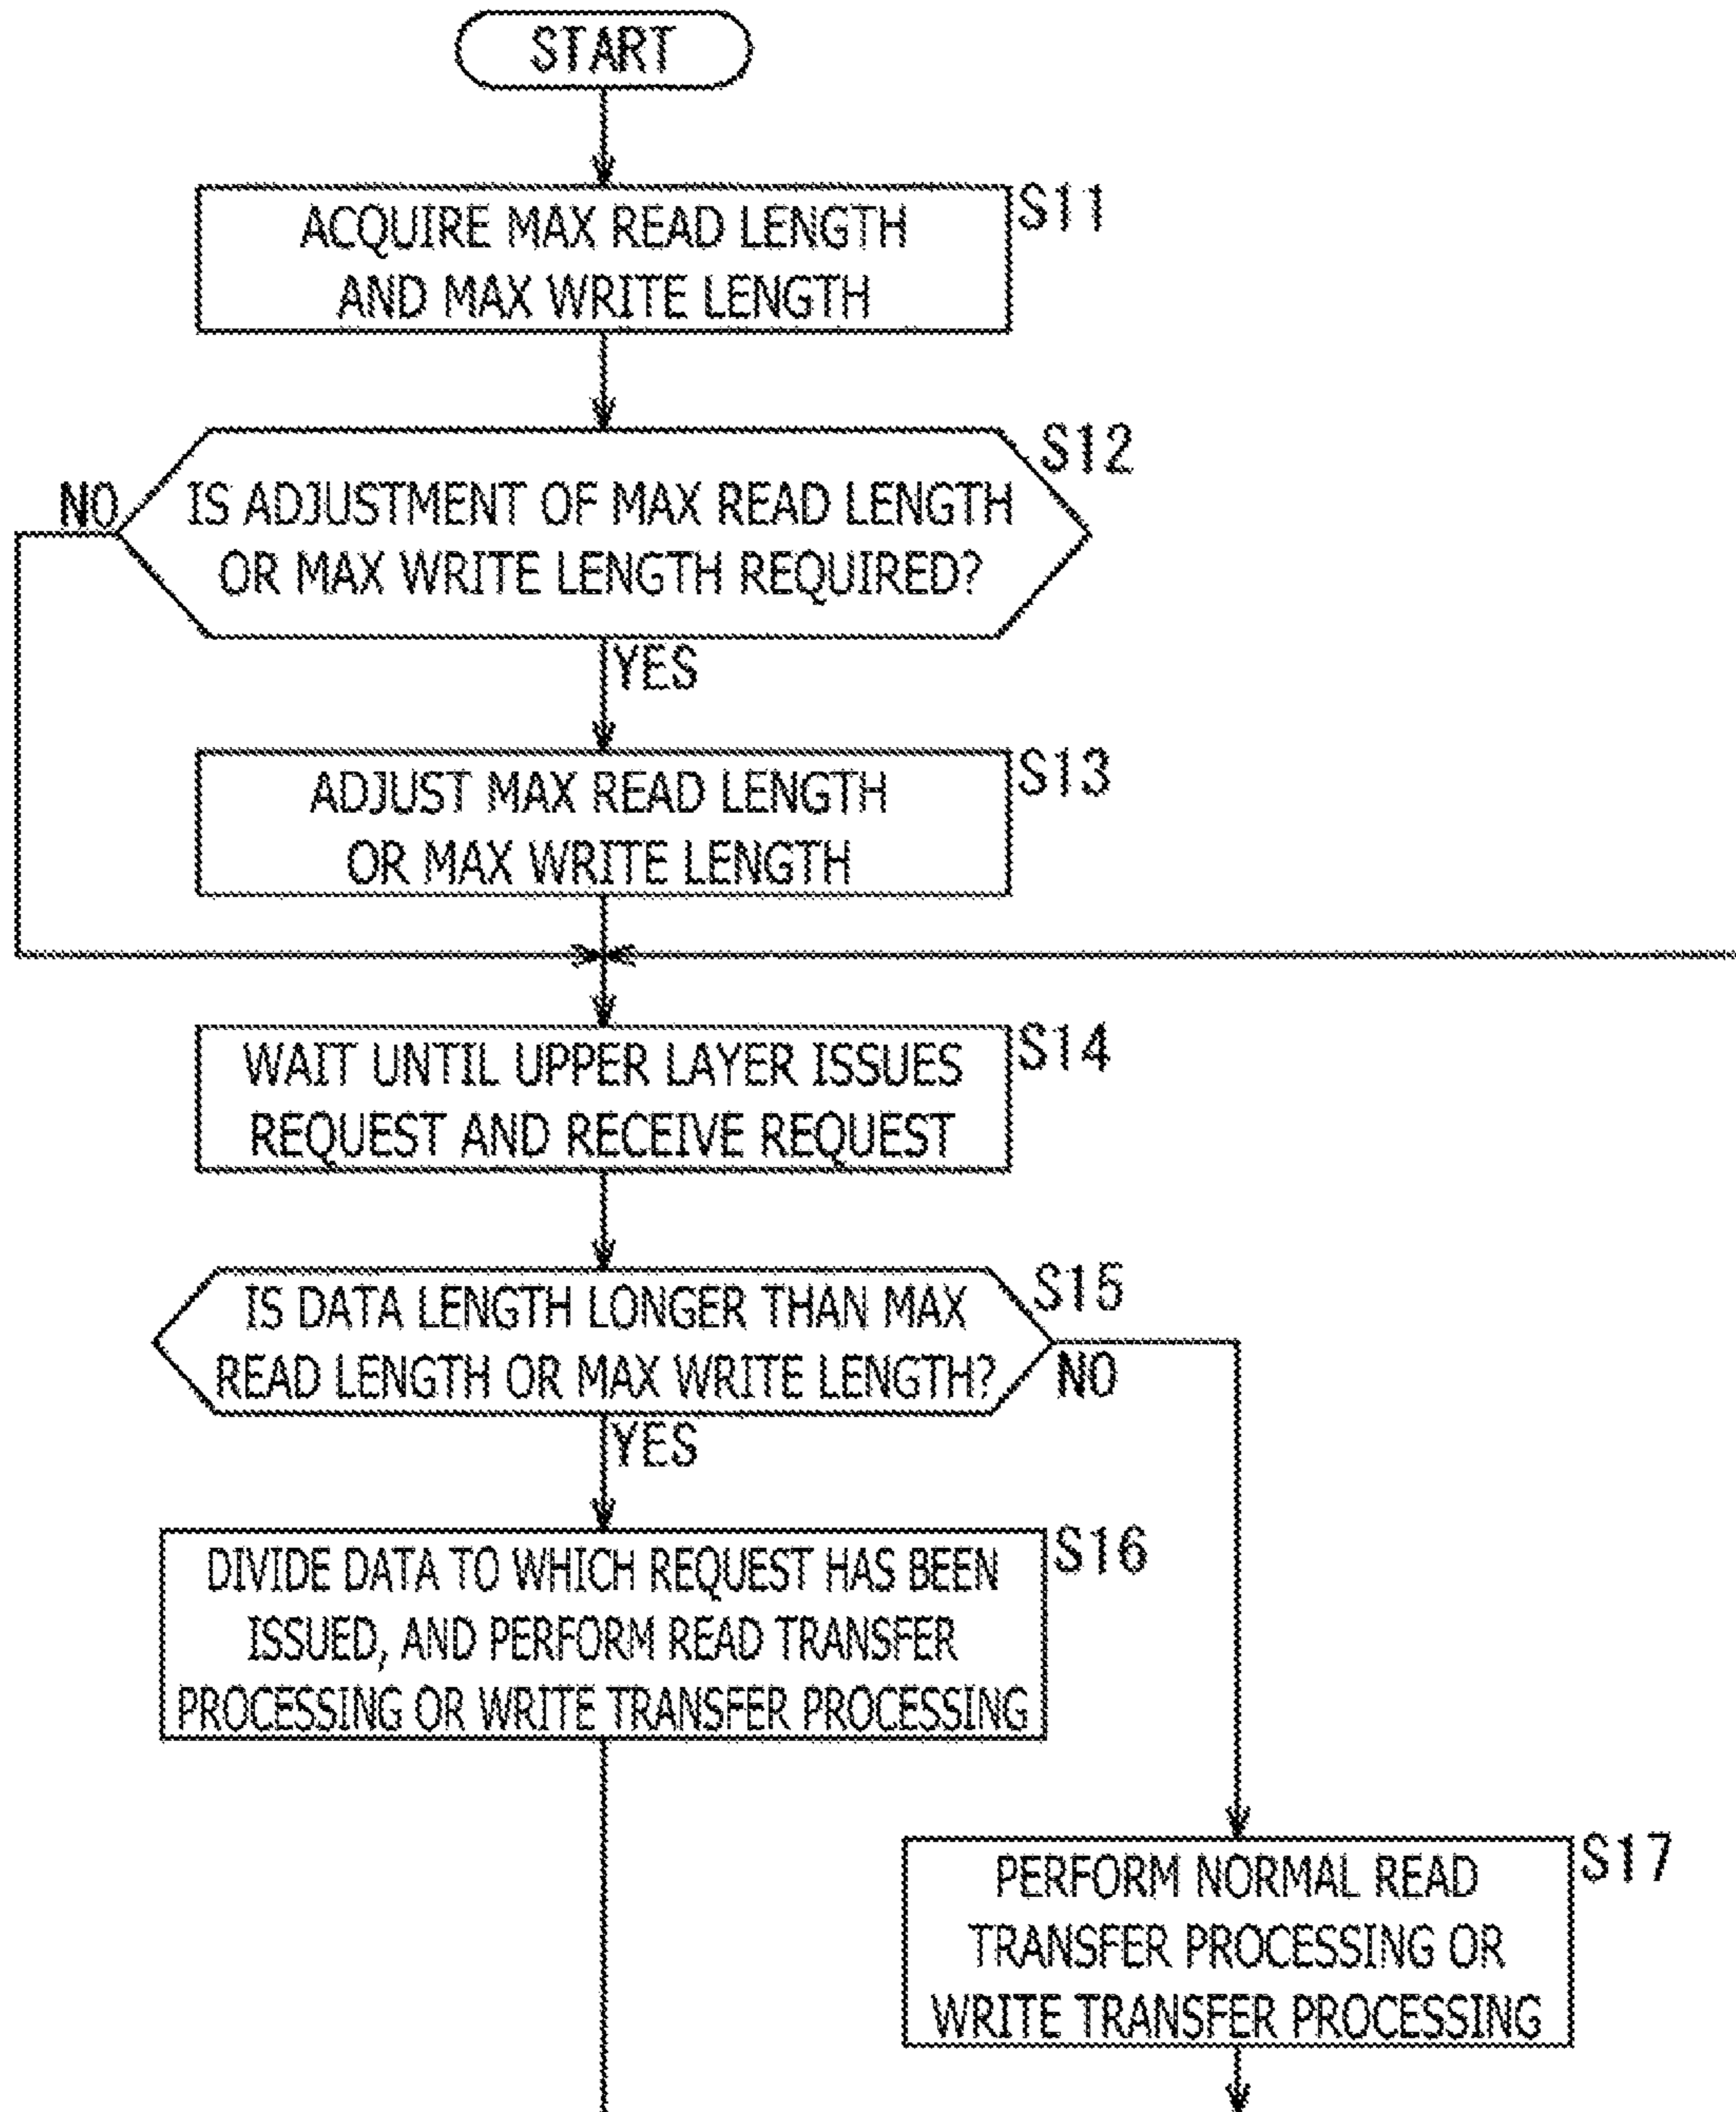 START
S11
ACQUIRE MAX READ LENGTH
AND MAX WRITE LENGTH
S12
NO
IS ADJUSTMENT OF MAX READ LENGTH
OR MAX WRITE LENGTH REQUIRED?
YES
S13
ADJUST MAX READ LENGTH
OR MAX WRITE LENGTH
S14
WAIT UNTIL UPPER LAYER ISSUES
REQUEST AND RECEIVE REQUEST
S15
IS DATA LENGTH LONGER THAN MAX
READ LENGTH OR MAX WRITE LENGTH?
NO
YES
S16
DIVIDE DATA TO WHICH REQUEST HAS BEEN
ISSUED, AND PERFORM READ TRANSFER
PROCESSING OR WRITE TRANSFER PROCESSING
S17
PERFORM NORMAL READ
TRANSFER PROCESSING OR
WRITE TRANSFER PROCESSING